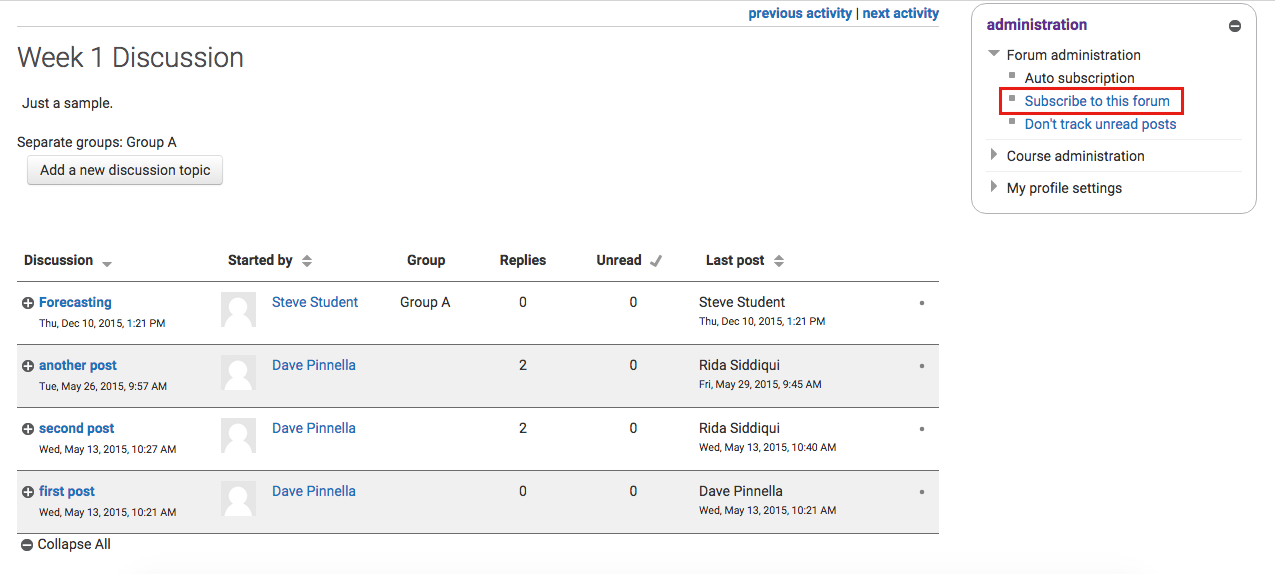 previous activity | next activity
Week 1 Discussion
Just a sample.
Separate groups: Group A
Add a new discussion topic
Discussion Started by Group Replies Unread Last post
Forecasting Steve Student Group A 0 0 Steve Student
Thu, Dec 10, 2015, 1:21 PM Thu, Dec 10, 2015, 1:21 PM
another post Dave Pinnella 2 0 Rida Siddiqui
Tue, May 26, 2015, 9:57 AM Fri, May 29, 2015, 9:45 AM
second post Dave Pinnella 2 0 Rida Siddiqui
Wed, May 13, 2015, 10:27 AM Wed, May 13, 2015, 10:40 AM
first post Dave Pinnella 0 0 Dave Pinnella
Wed, May 13, 2015, 10:21 AM Wed, May 13, 2015, 10:21 AM
Collapse All
administration
Forum administration
Auto subscription
Subscribe to this forum
Don't track unread posts
Course administration
My profile settings